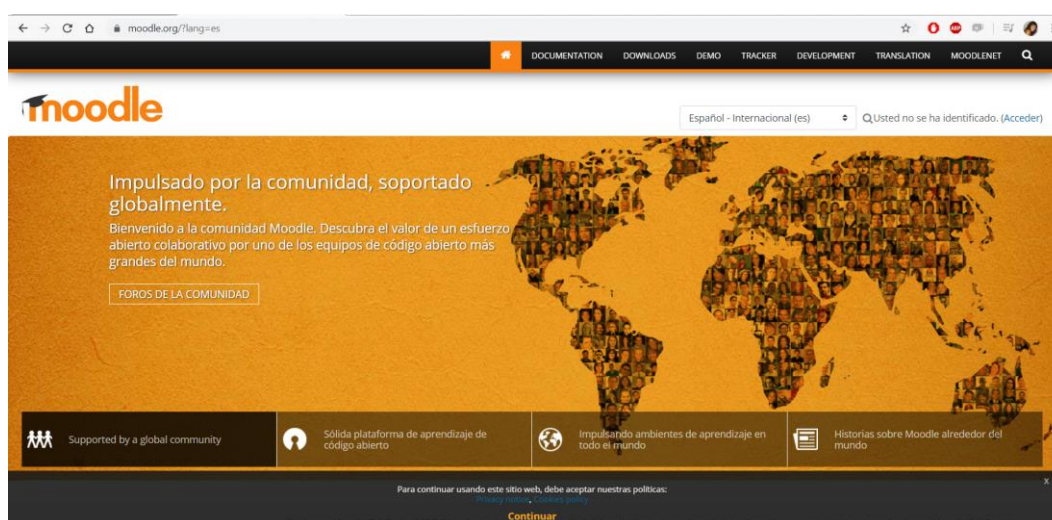 moodle.org/?lang=es
DOCUMENTATION DOWNLOADS DEMO TRACKER DEVELOPMENT TRANSLATION MOODLENET
moodle
Español - Internacional (es) Usted no se ha identificado. (Acceder)
Impulsado por la comunidad, soportado
globalmente.
Bienvenido a la comunidad Moodle. Descubra el valor de un esfuerzo
abierto colaborativo por uno de los equipos de código abierto más
grandes del mundo.
FOROS DE LA COMUNIDAD
Supported by a global community
Sólida plataforma de aprendizaje de
código abierto
Impulsando ambientes de aprendizaje en
todo el mundo
Historias sobre Moodle alrededor del
mundo
x
Para continuar usando este sitio web, debe aceptar nuestras políticas:
Privacy notice, Cookies policy
Continuar